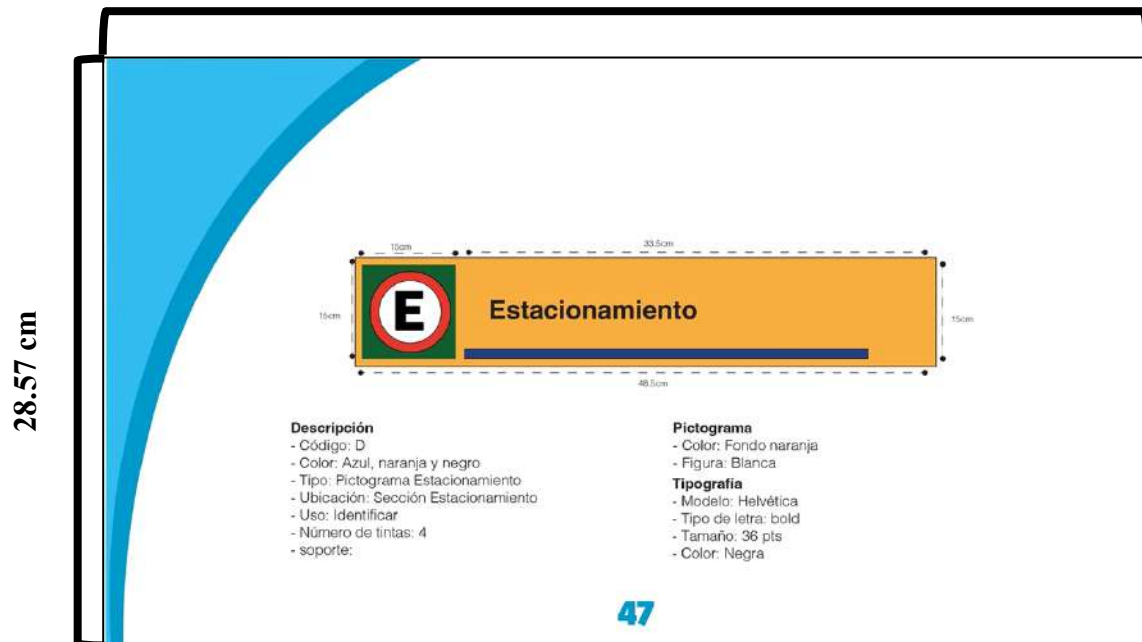 28.57 cm
15cm
33.5cm
15cm
E
Estacionamiento
15cm
48.5cm
Descripción
- Código: D
- Color: Azul, naranja y negro
- Tipo: Pictograma Estacionamiento
- Ubicación: Sección Estacionamiento
- Uso: Identificar
- Número de tintas: 4
- soporte:
Pictograma
- Color: Fondo naranja
- Figura: Blanca
Tipografía
- Modelo: Helvética
- Tipo de letra: bold
- Tamaño: 36 pts
- Color: Negra
47